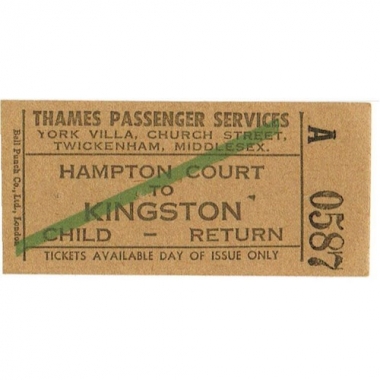 THAMES PASSENGER SERVICES
YORK VILLA, CHURCH STREET,
TWICKENHAM, MIDDLESEX.
HAMPTON COURT
TO
KINGSTON
CHILD – RETURN
TICKETS AVAILABLE DAY OF ISSUE ONLY
Bell Punch Co., Ltd., London
A
0587